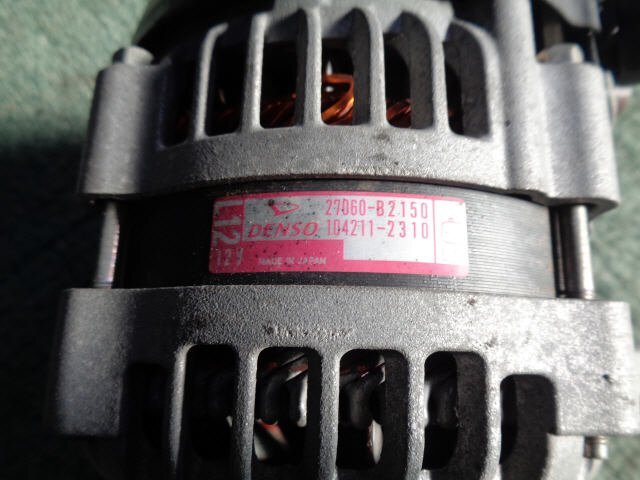 27060-B2150
DENSO 104211-2310
12V
MADE IN JAPAN